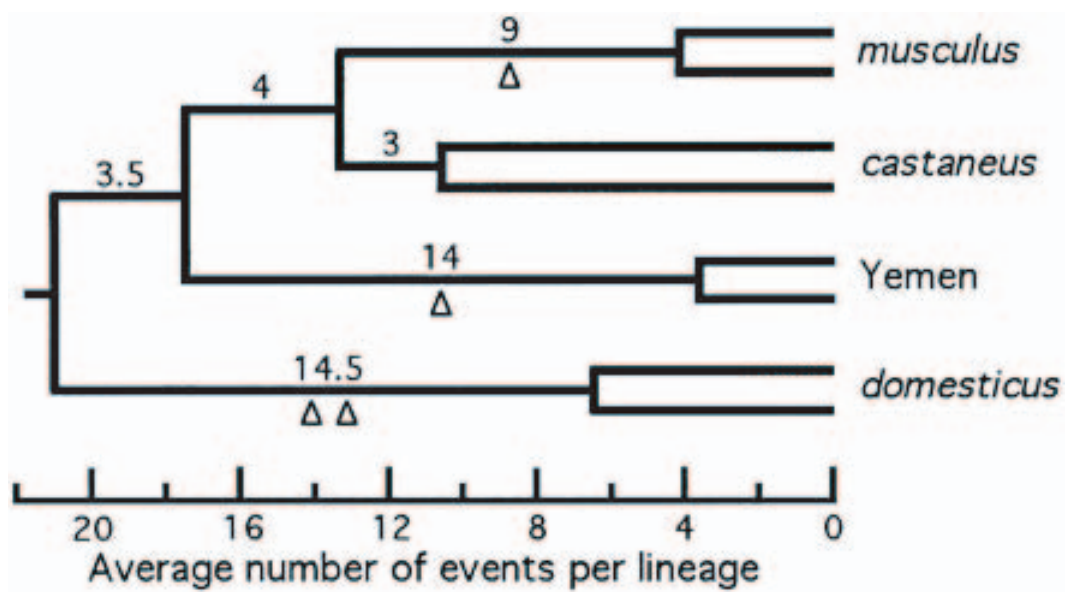 9
musculus
4
3
castaneus
3.5
14
Yemen
Δ
14.5
domesticus
Δ Δ
20 16 12 8 4 0
Average number of events per lineage